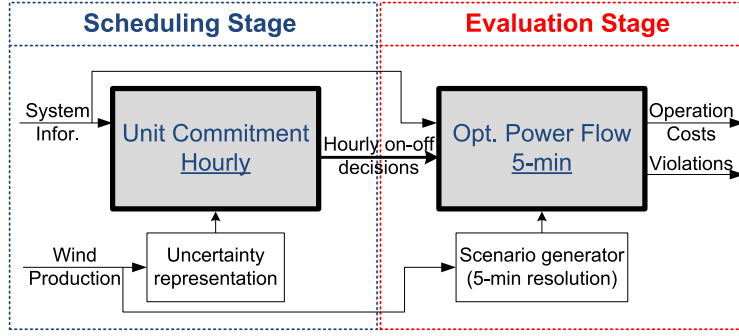 Scheduling Stage
Evaluation Stage
System
Infor.
Unit Commitment
Hourly
Hourly on-off
decisions
Opt. Power Flow
5-min
Operation
Costs
Violations
Wind
Production
Uncertainty
representation
Scenario generator
(5-min resolution)